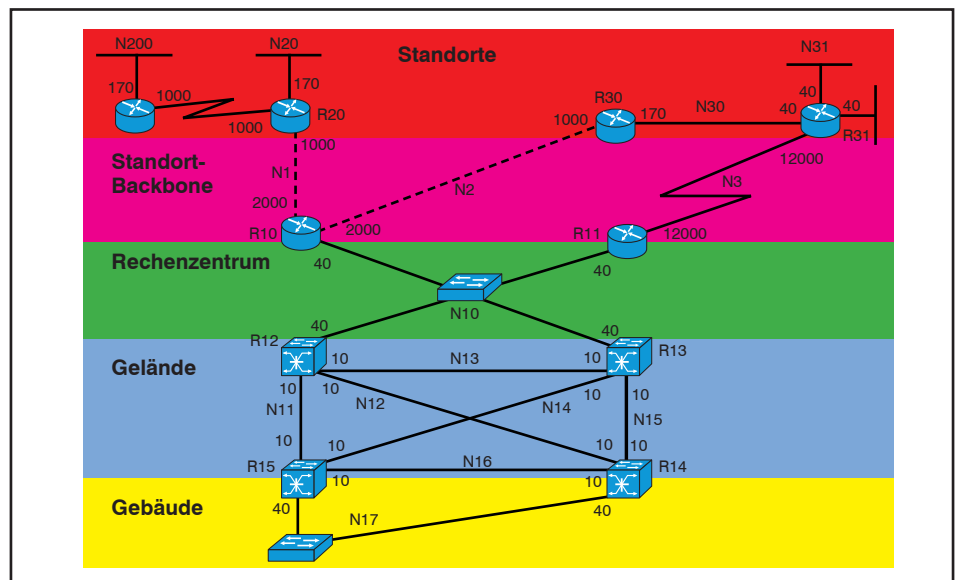 N200
N20
Standorte
N31
170
1000
170
R20
1000
1000
R30
1000
170
N30
40
40
40
R31
Standort-
Backbone
N1
2000
N2
12000
N3
R10
2000
R11
12000
Rechenzentrum
40
40
N10
40
40
R12
R13
Gelände
10
N13
10
10
10
N11
N12
N14
10
10
N15
10
10
10
10
R15
N16
R14
10
10
Gebäude
40
N17
40